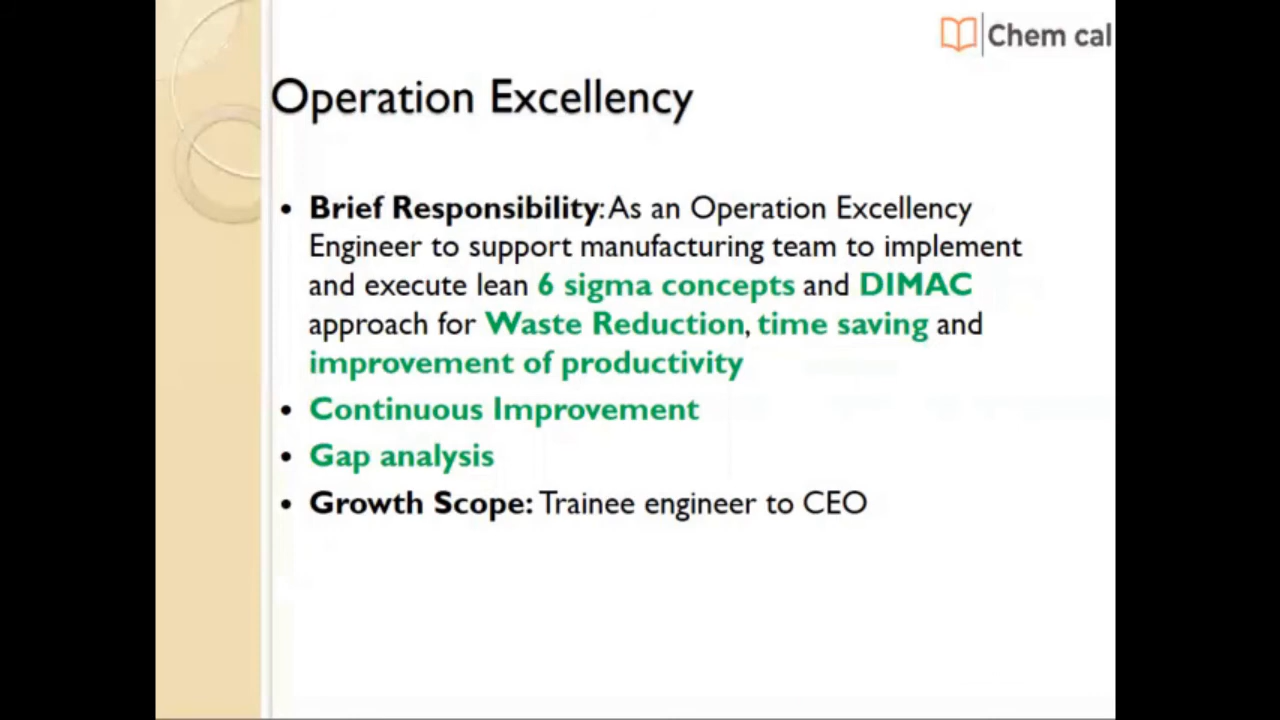 Chem cal
Operation Excellency
• Brief Responsibility: As an Operation Excellency
Engineer to support manufacturing team to implement
and execute lean 6 sigma concepts and DIMAC
approach for Waste Reduction, time saving and
improvement of productivity
• Continuous Improvement
• Gap analysis
• Growth Scope: Trainee engineer to CEO